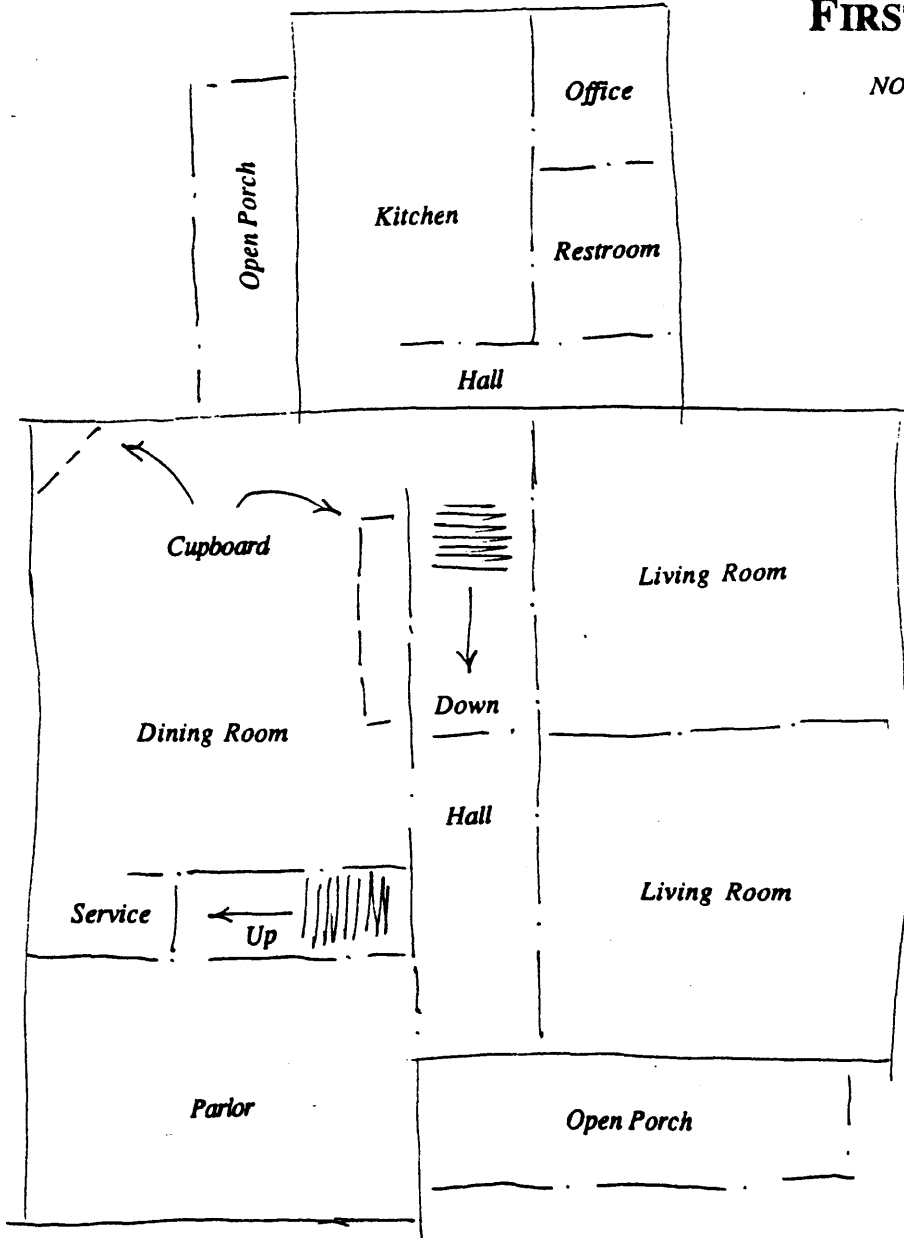 FIRS
NO
Office
Open Porch
Kitchen
Restroom
Hall
Cupboard
Living Room
Down
Dining Room
Hall
Living Room
Service
Up
Parlor
Open Porch